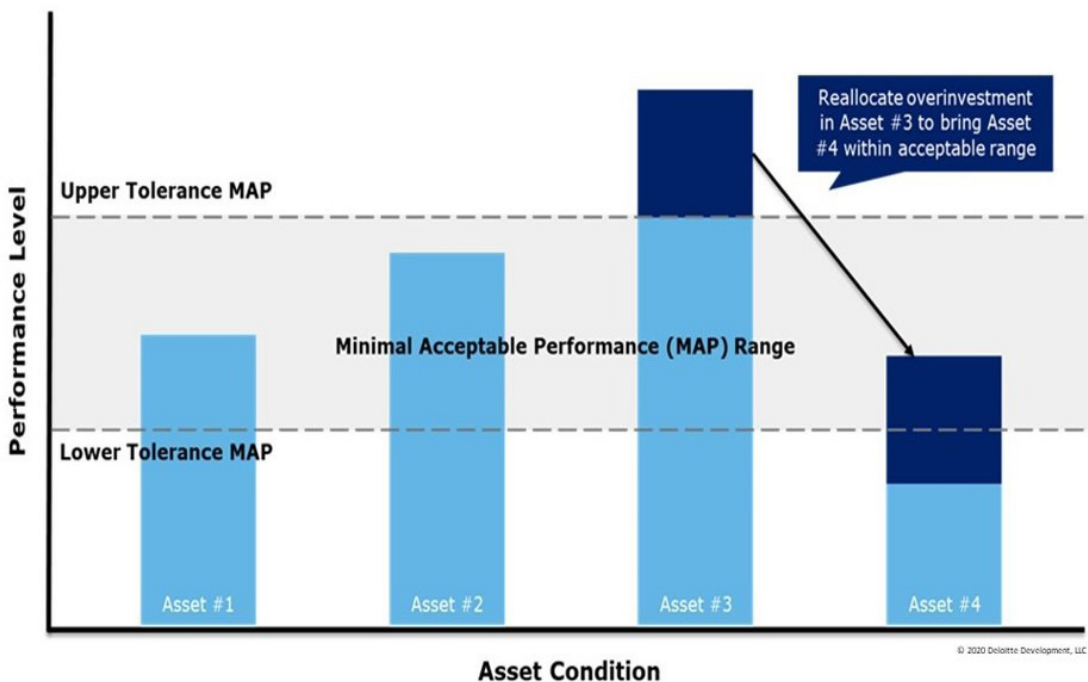 Reallocate overinvestment
in Asset #3 to bring Asset
#4 within acceptable range
Upper Tolerance MAP
Performance Level
Minimal Acceptable Performance (MAP) Range
Lower Tolerance MAP
Asset #1
Asset #2
Asset #3
Asset #4
© 2020 Deloitte Development, LLC
Asset Condition